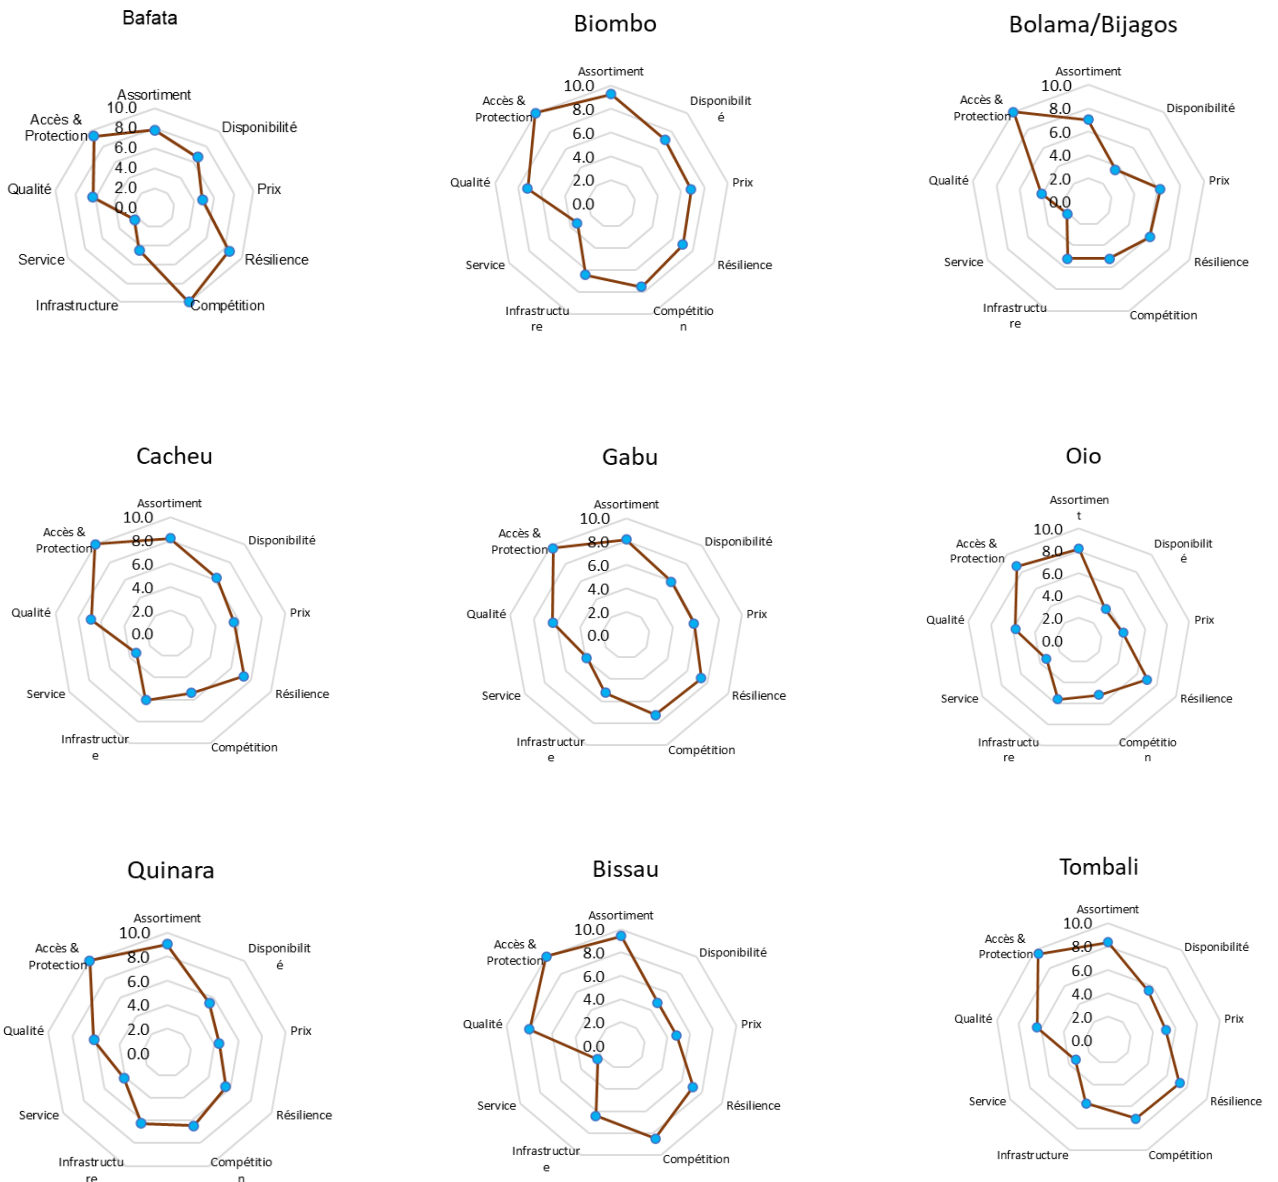 Bafata
Assortiment
10.0
8.0
6.0
4.0
2.0
0.0
Disponibilité
Prix
Résilience
Compétition
Infrastructure
Service
Qualité
Accès &
Protection
Biombo
Assortiment
10.0
8.0
6.0
4.0
2.0
0.0
Disponibilit
é
Prix
Résilience
Compétitio
n
Infrastructu
re
Service
Qualité
Accès &
Protection
Bolama/Bijagos
Assortiment
10.0
8.0
6.0
4.0
2.0
0.0
Disponibilité
Prix
Résilience
Compétition
Infrastructu
re
Service
Qualité
Accès &
Protection
Cacheu
Assortiment
10.0
8.0
6.0
4.0
2.0
0.0
Disponibilité
Prix
Résilience
Compétition
Infrastructur
e
Service
Qualité
Accès &
Protection
Gabu
Assortiment
10.0
8.0
6.0
4.0
2.0
0.0
Disponibilité
Prix
Résilience
Compétition
Infrastructur
e
Service
Qualité
Accès &
Protection
Oio
Assortimen
t
10.0
8.0
6.0
4.0
2.0
0.0
Disponibilit
é
Prix
Résilience
Compétitio
n
Infrastructu
re
Service
Qualité
Accès &
Protection
Quinara
Assortiment
10.0
8.0
6.0
4.0
2.0
0.0
Disponibilit
é
Prix
Résilience
Compétitio
n
Infrastructu
re
Service
Qualité
Accès &
Protection
Bissau
Assortiment
10.0
8.0
6.0
4.0
2.0
0.0
Disponibilité
Prix
Résilience
Compétition
Infrastructur
e
Service
Qualité
Accès &
Protection
Tombali
Assortiment
10.0
8.0
6.0
4.0
2.0
0.0
Disponibilité
Prix
Résilience
Compétition
Infrastructure
Service
Qualité
Accès &
Protection